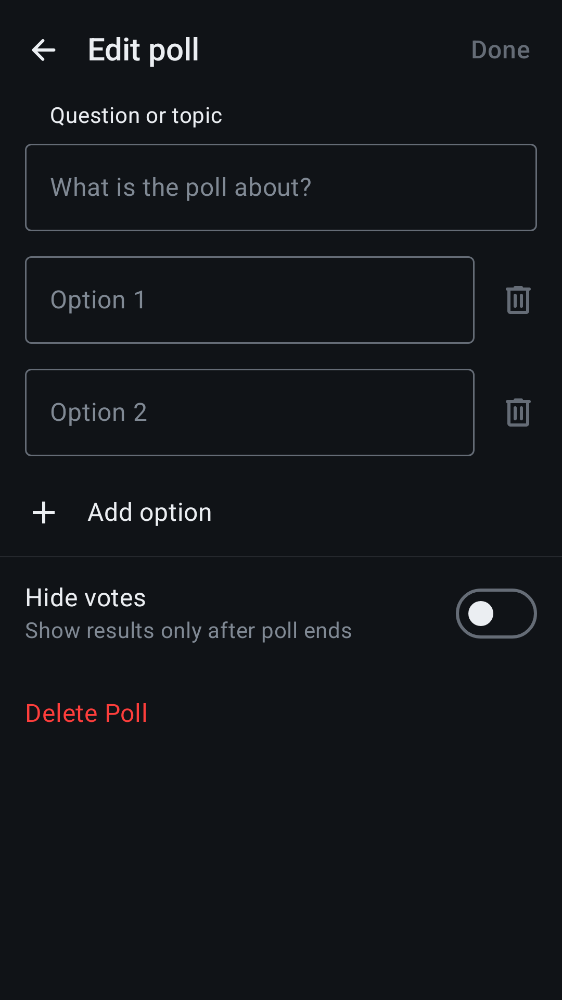 Edit poll
Done
Question or topic
What is the poll about?
Option 1
Option 2
Add option
Hide votes
Show results only after poll ends
Delete Poll